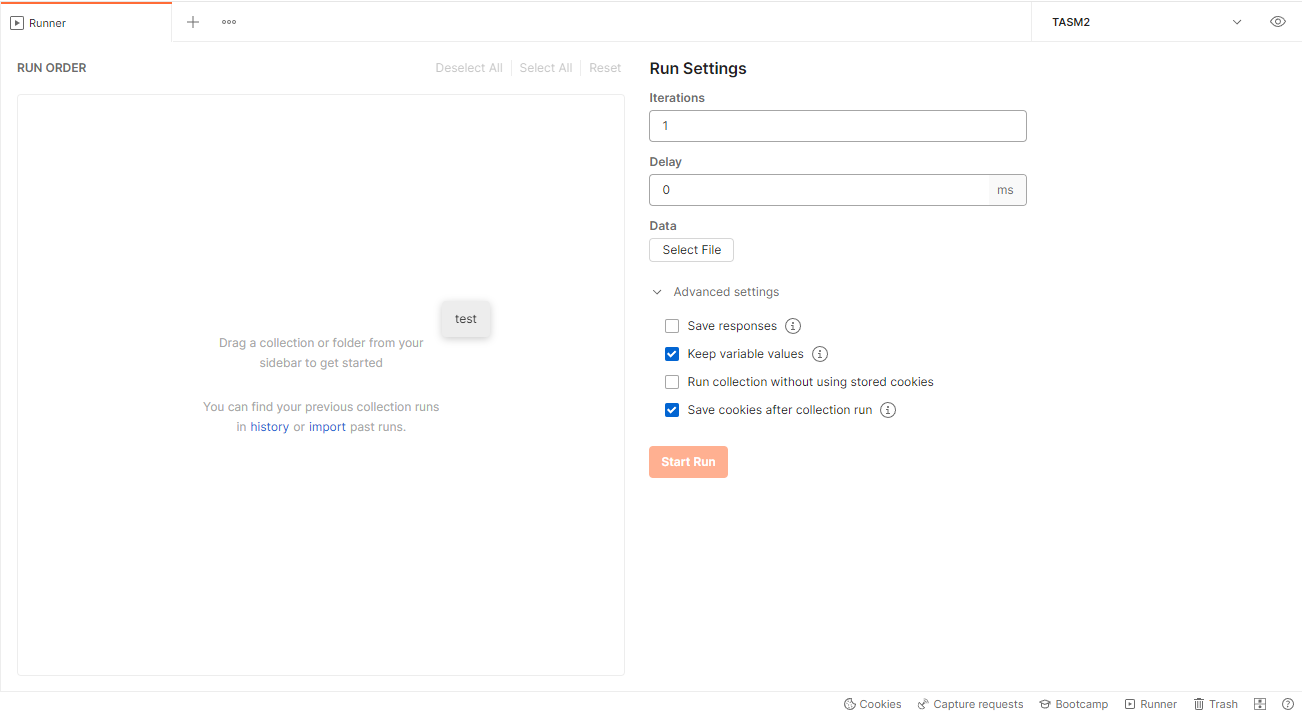 Runner
TASM2
RUN ORDER
Deselect All
Select All
Reset
test
Drag a collection or folder from your
sidebar to get started
You can find your previous collection runs
in history or import past runs.
Run Settings
Iterations
1
Delay
0
ms
Data
Select File
Advanced settings
Save responses
Keep variable values
Run collection without using stored cookies
Save cookies after collection run
Start Run
Cookies
Capture requests
Bootcamp
Runner
Trash